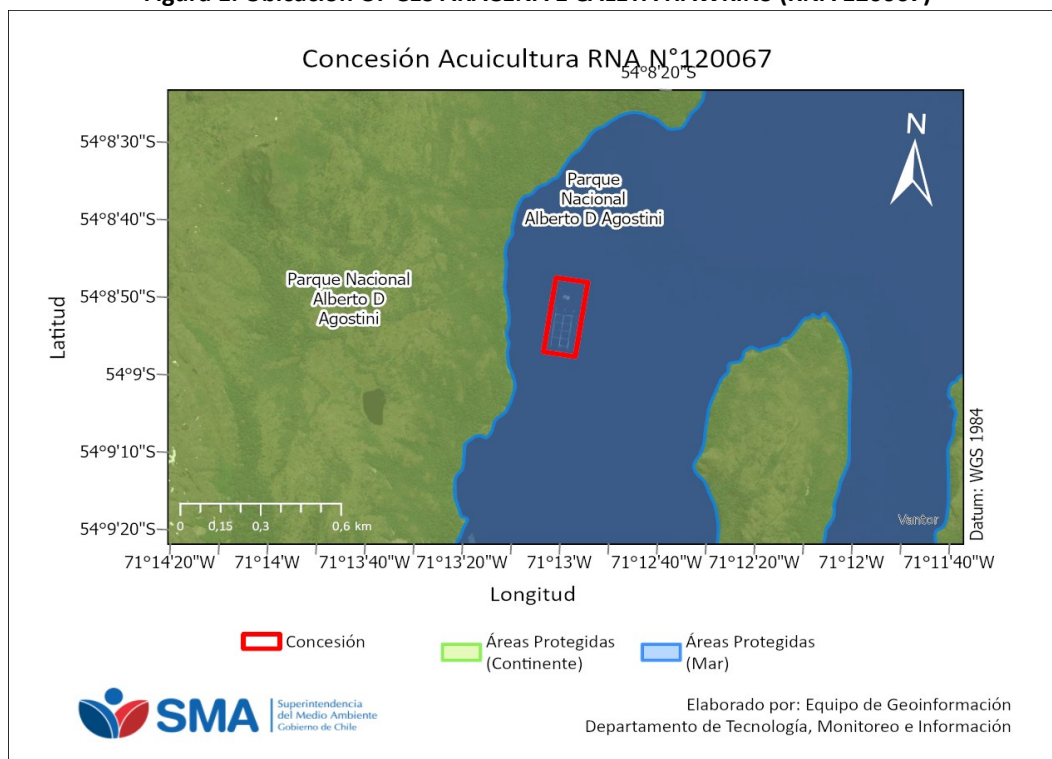 Concesión Acuicultura RNA N°120067
54°8'20"S
54°8'30"S
54°8'40"S
54°8'50"S
54°9'S
54°9'10"S
54°9'20"S
Latitud
Parque
Nacional
Alberto D Agostini
Parque Nacional
Alberto D
Agostini
N
Datum: WGS 1984
Vantor
0 0,15 0,3 0,6 km
71°14'20"W 71°13'40"W 71°13'20"W 71°13'W 71°12'40"W 71°12'20"W 71°12'W 71°11'40"W
Longitud
Concesión
Áreas Protegidas
(Continente)
Áreas Protegidas
(Mar)
SMA
Superintendencia
del Medio Ambiente
Gobierno de Chile
Elaborado por: Equipo de Geoinformación
Departamento de Tecnología, Monitoreo e Información